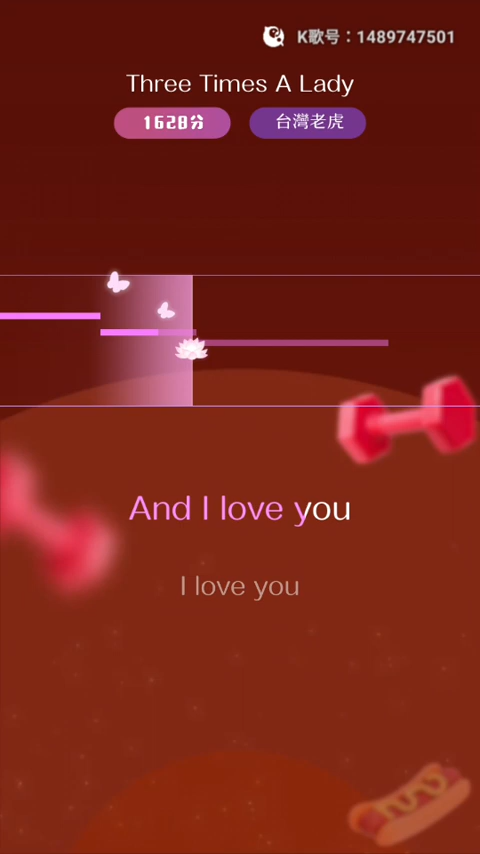 K歌号：1489747501
Three Times A Lady
1628分
台灣老虎
And I love you
I love you